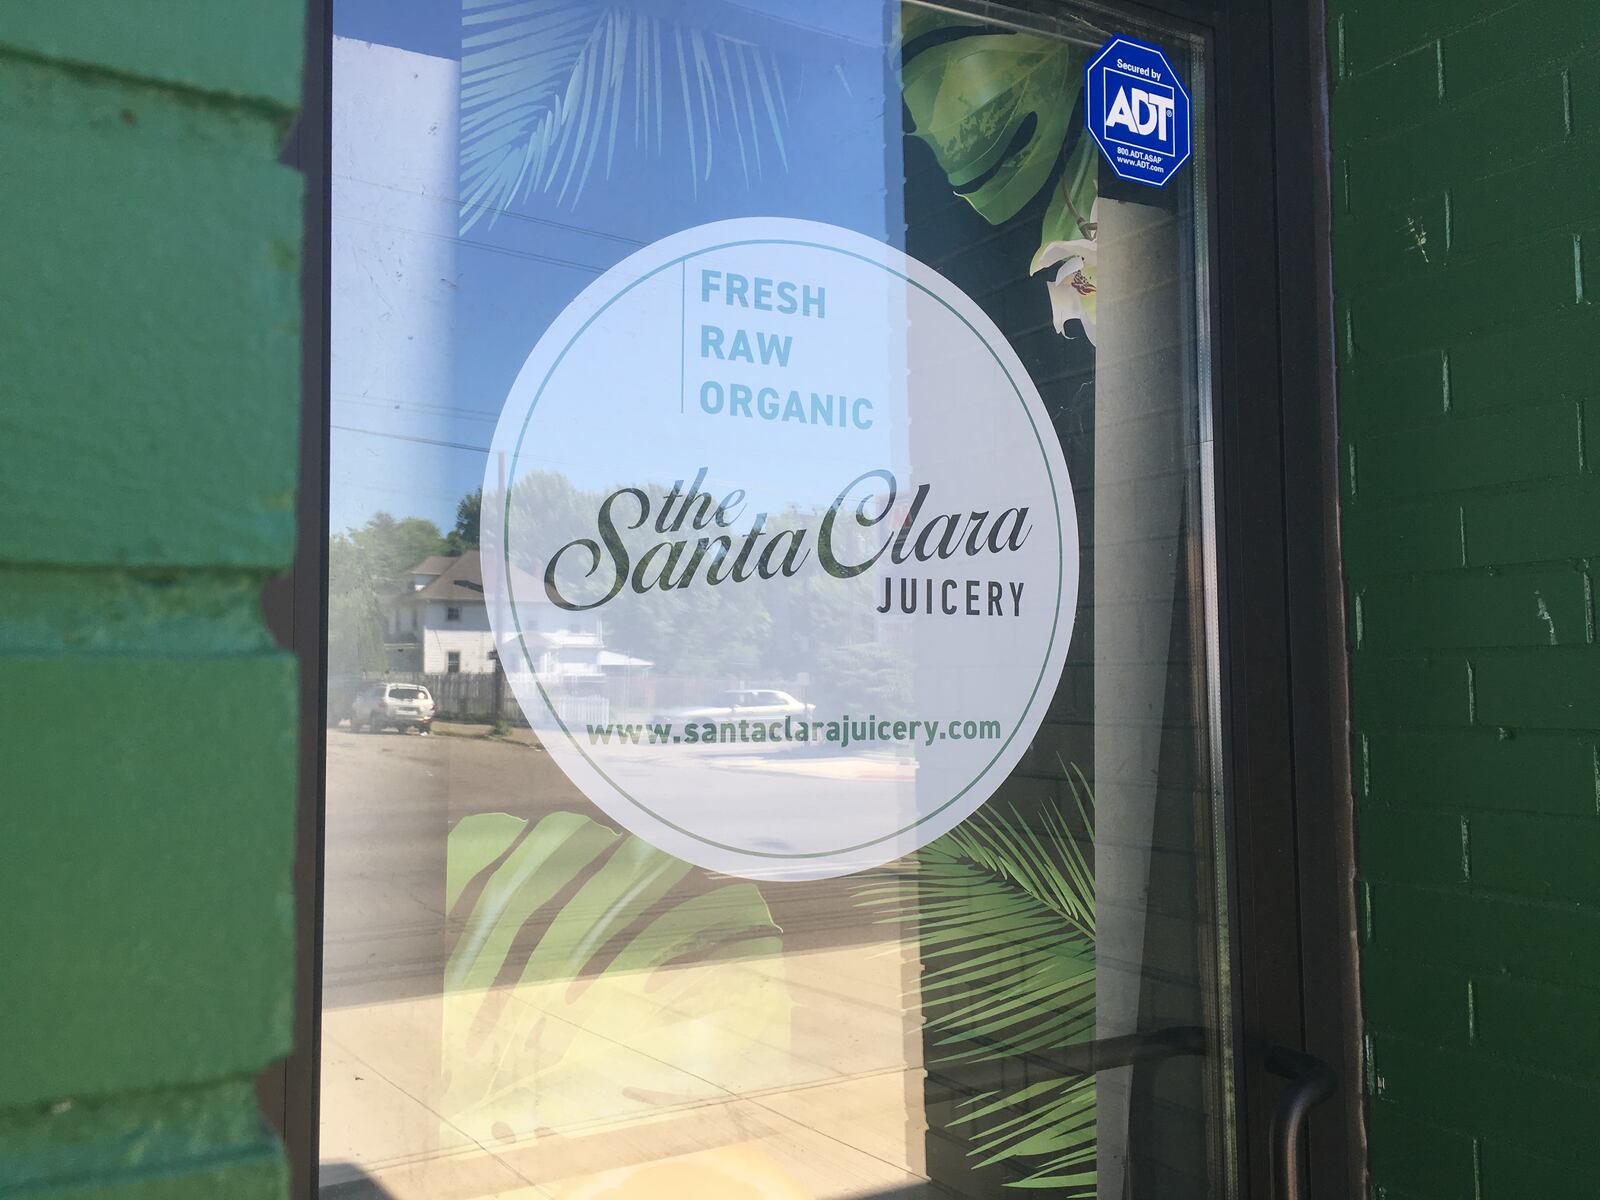 Secured by
ADT®
800.ADT.ASAP®
www.ADT.com
FRESH
RAW
ORGANIC
the
Santa Clara
JUICERY
www.santaclarajuicery.com